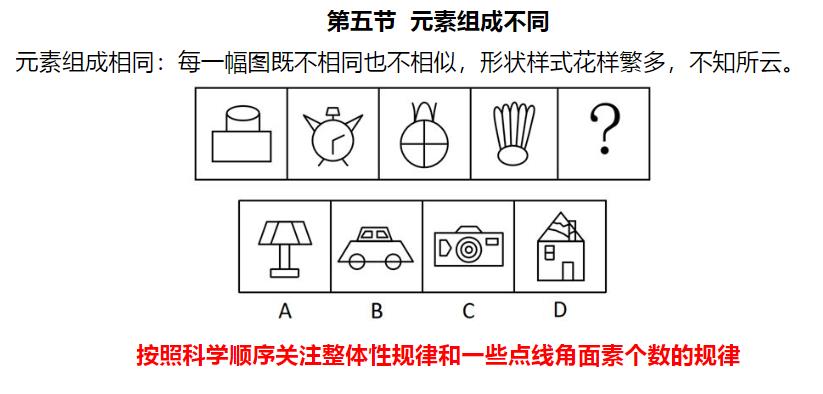 第五节 元素组成不同
元素组成相同：每一幅图既不相同也不相似，形状样式花样繁多，不知所云。
?
A B C D
按照科学顺序关注整体性规律和一些点线角面素个数的规律